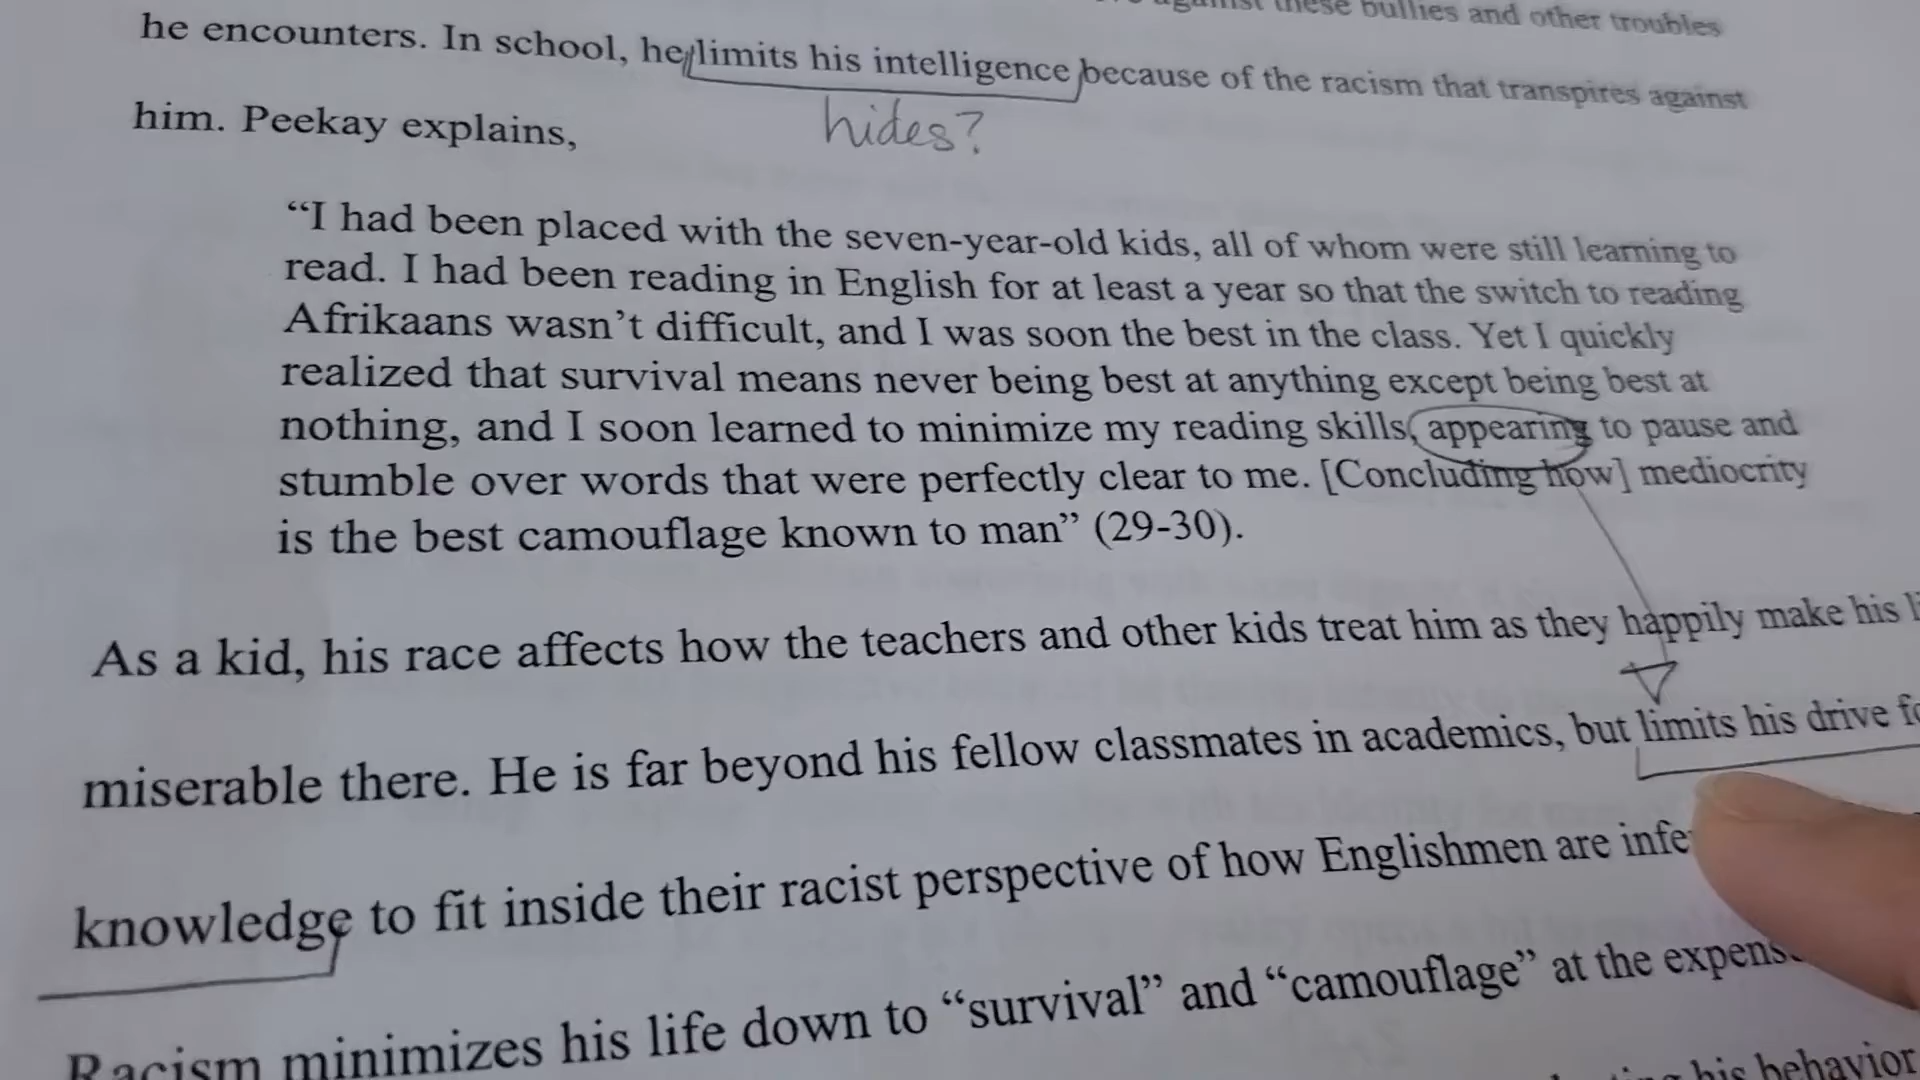 against these bullies and other troubles
he encounters. In school, he limits his intelligence because of the racism that transpires against
hides?
him. Peekay explains,
“I had been placed with the seven-year-old kids, all of whom were still learning to
read. I had been reading in English for at least a year so that the switch to reading
Afrikaans wasn’t difficult, and I was soon the best in the class. Yet I quickly
realized that survival means never being best at anything except being best at
nothing, and I soon learned to minimize my reading skills, appearing to pause and
stumble over words that were perfectly clear to me. [Concluding how] mediocrity
is the best camouflage known to man” (29-30).
As a kid, his race affects how the teachers and other kids treat him as they happily make his
miserable there. He is far beyond his fellow classmates in academics, but limits his drive
knowledge to fit inside their racist perspective of how Englishmen are
Racism minimizes his life down to “survival” and “camouflage” at the
his behavior